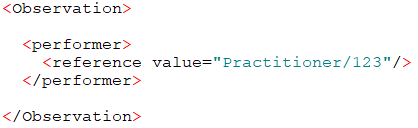 <Observation>
<performer>
<reference value="Practitioner/123"/>
</performer>
</Observation>